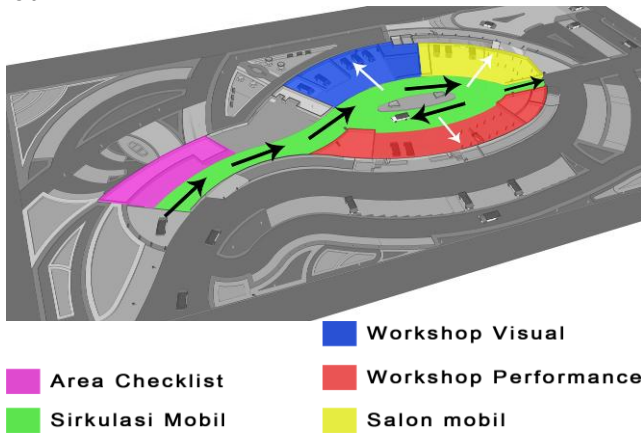 Workshop Visual
Area Checklist
Workshop Performance
Sirkulasi Mobil
Salon mobil